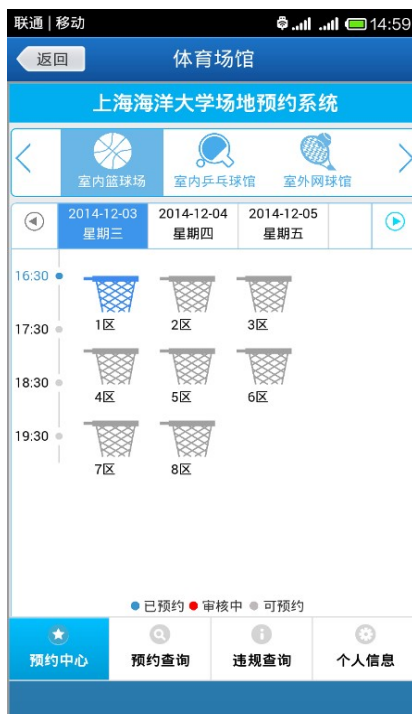 联通 | 移动 14:59
返回 体育场馆
上海海洋大学场地预约系统
室内篮球场 室内乒乓球馆 室外网球馆
2014-12-03 2014-12-04 2014-12-05
星期三 星期四 星期五
16:30
1区 2区 3区
17:30
18:30
4区 5区 6区
19:30
7区 8区
已预约 审核中 可预约
预约中心 预约查询 违规查询 个人信息